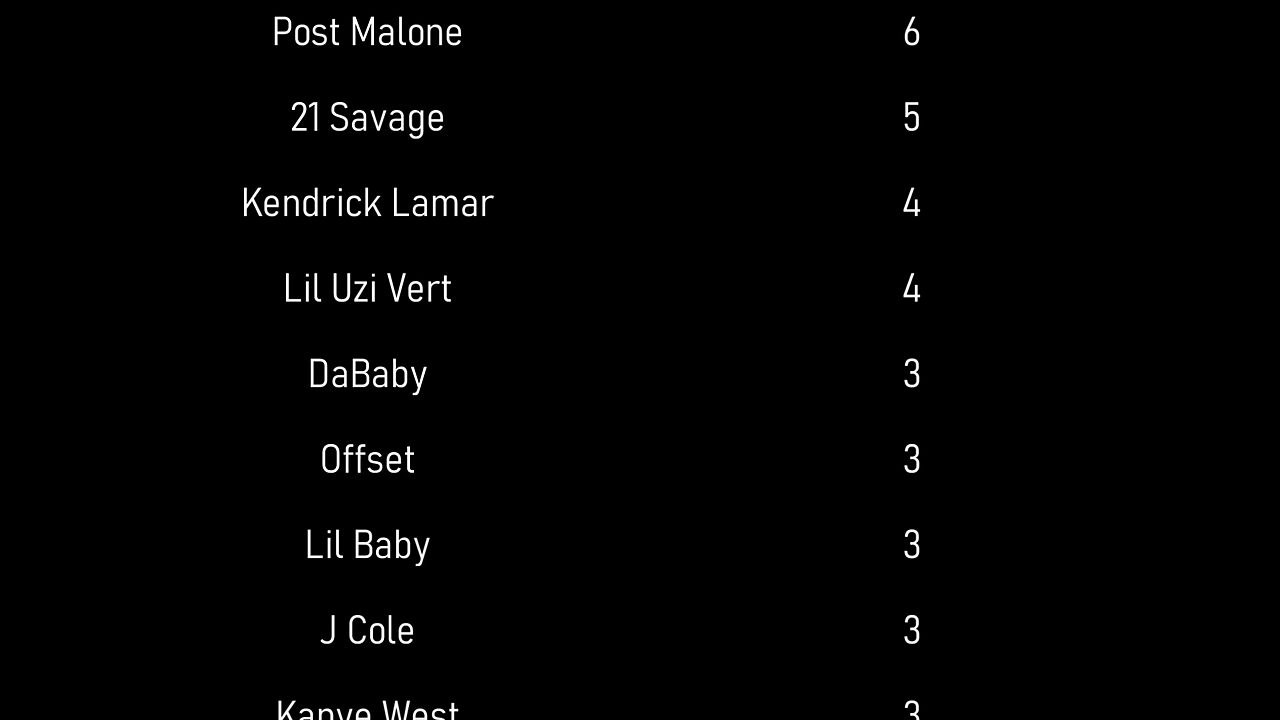 Post Malone 6
21 Savage 5
Kendrick Lamar 4
Lil Uzi Vert 4
DaBaby 3
Offset 3
Lil Baby 3
J Cole 3
Kanye West 3